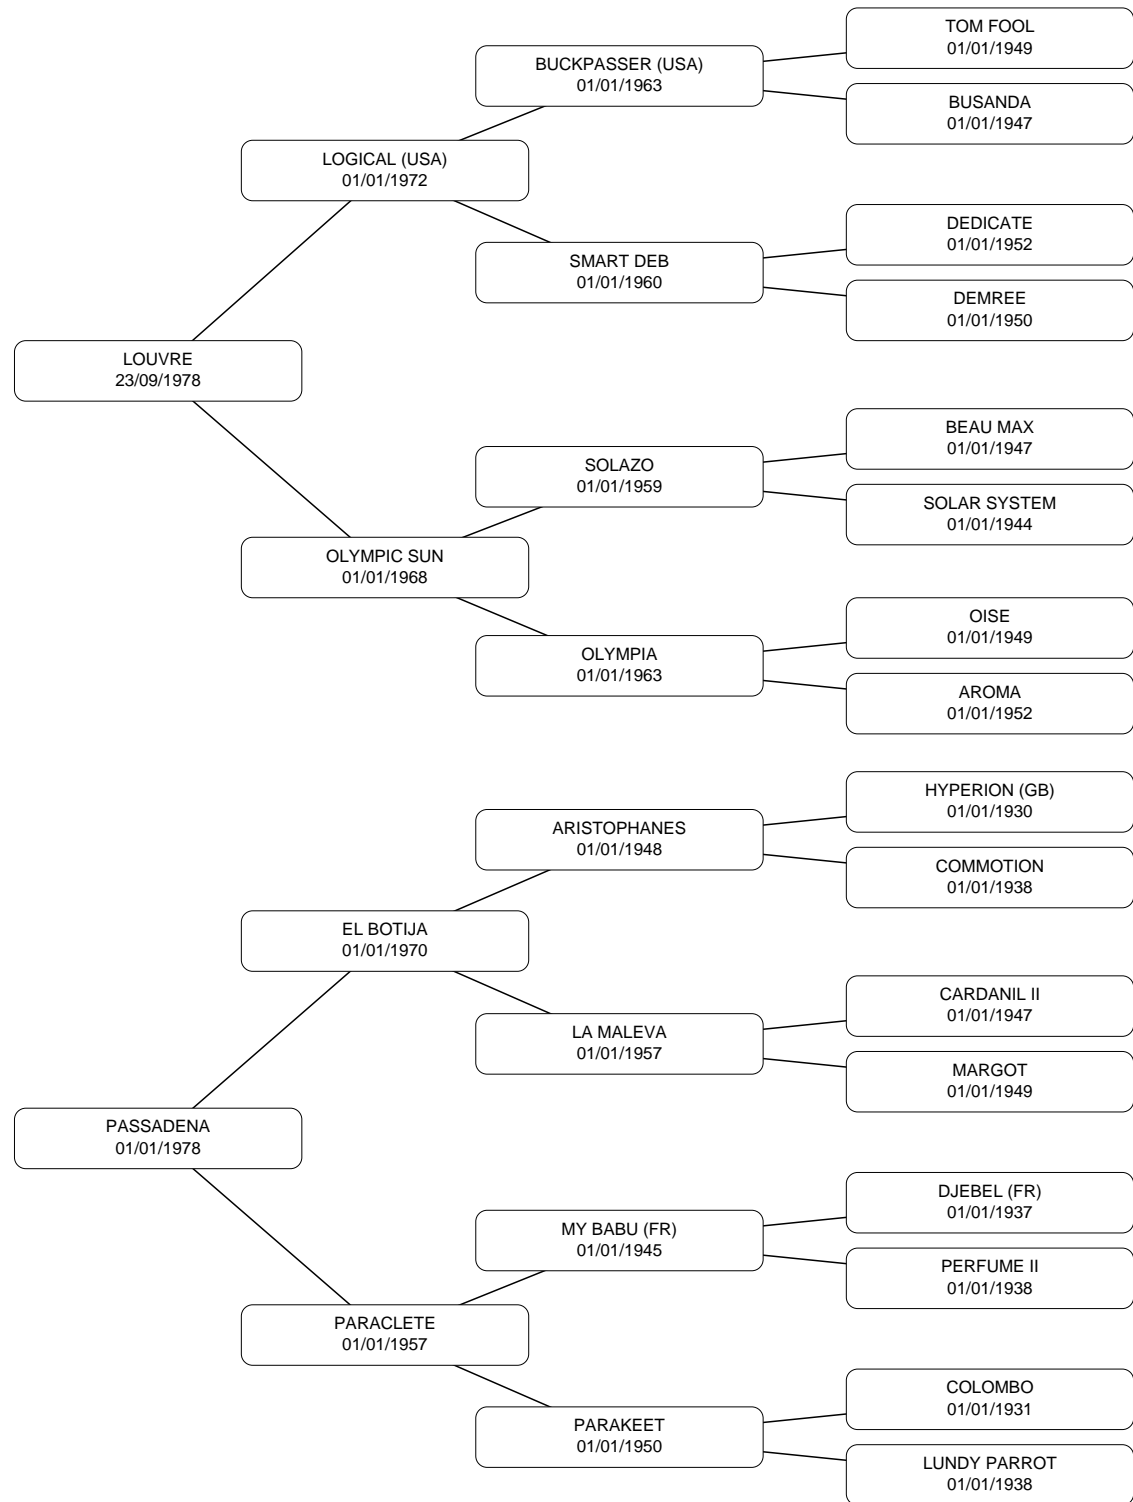 TOM FOOL
01/01/1949
BUCKPASSER (USA)
01/01/1963
BUSANDA
01/01/1947
LOGICAL (USA)
01/01/1972
DEDICATE
01/01/1952
SMART DEB
01/01/1960
DEMREE
01/01/1950
LOUVRE
23/09/1978
BEAU MAX
01/01/1947
SOLAZO
01/01/1959
SOLAR SYSTEM
01/01/1944
OLYMPIC SUN
01/01/1968
OISE
01/01/1949
OLYMPIA
01/01/1963
AROMA
01/01/1952
HYPERION (GB)
01/01/1930
ARISTOPHANES
01/01/1948
COMMOTION
01/01/1938
EL BOTIJA
01/01/1970
CARDANIL II
01/01/1947
LA MALEVA
01/01/1957
MARGOT
01/01/1949
PASSADENA
01/01/1978
DJEBEL (FR)
01/01/1937
MY BABU (FR)
01/01/1945
PERFUME II
01/01/1938
PARACLETE
01/01/1957
COLOMBO
01/01/1931
PARAKEET
01/01/1950
LUNDY PARROT
01/01/1938